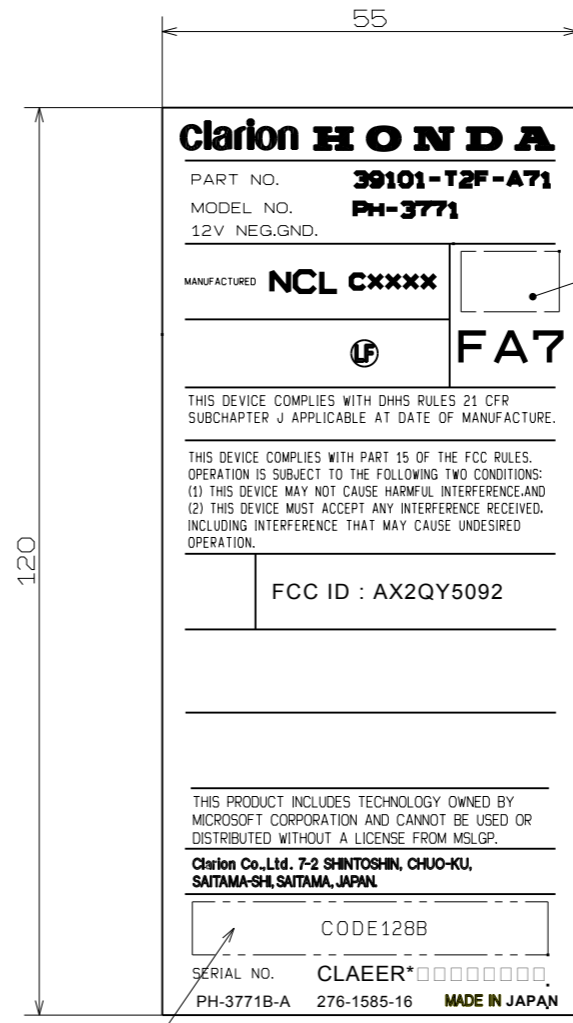 55
120
Clarion HONDA
PART NO. 39101-T2F-A71
MODEL NO. PH-3771
12V NEG.GND.
MANUFACTURED NCL CXXXX
LF
FA7
THIS DEVICE COMPLIES WITH DHHS RULES 21 CFR
SUBCHAPTER J APPLICABLE AT DATE OF MANUFACTURE.
THIS DEVICE COMPLIES WITH PART 15 OF THE FCC RULES.
OPERATION IS SUBJECT TO THE FOLLOWING TWO CONDITIONS:
(1) THIS DEVICE MAY NOT CAUSE HARMFUL INTERFERENCE,AND
(2) THIS DEVICE MUST ACCEPT ANY INTERFERENCE RECEIVED,
INCLUDING INTERFERENCE THAT MAY CAUSE UNDESIRED
OPERATION.
FCC ID : AX2QY5092
THIS PRODUCT INCLUDES TECHNOLOGY OWNED BY
MICROSOFT CORPORATION AND CANNOT BE USED OR
DISTRIBUTED WITHOUT A LICENSE FROM MSLGP.
Clarion Co.,Ltd. 7-2 SHINTOSHIN, CHUO-KU,
SAITAMA-SHI, SAITAMA, JAPAN.
CODE128B
SERIAL NO. CLAEER*□□□□□□□□.
PH-3771B-A 276-1585-16 MADE IN JAPAN